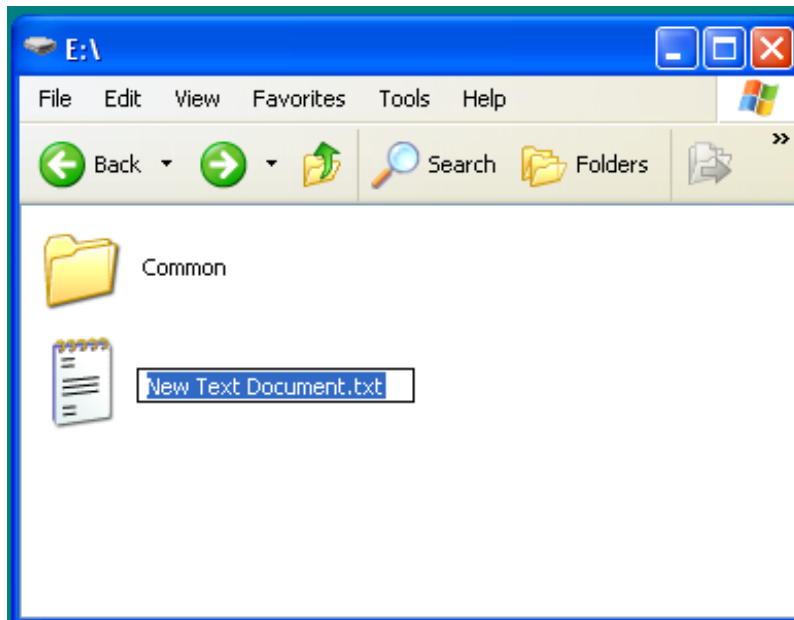 E:\
File Edit View Favorites Tools Help
Back Search Folders »
Common
New Text Document.txt